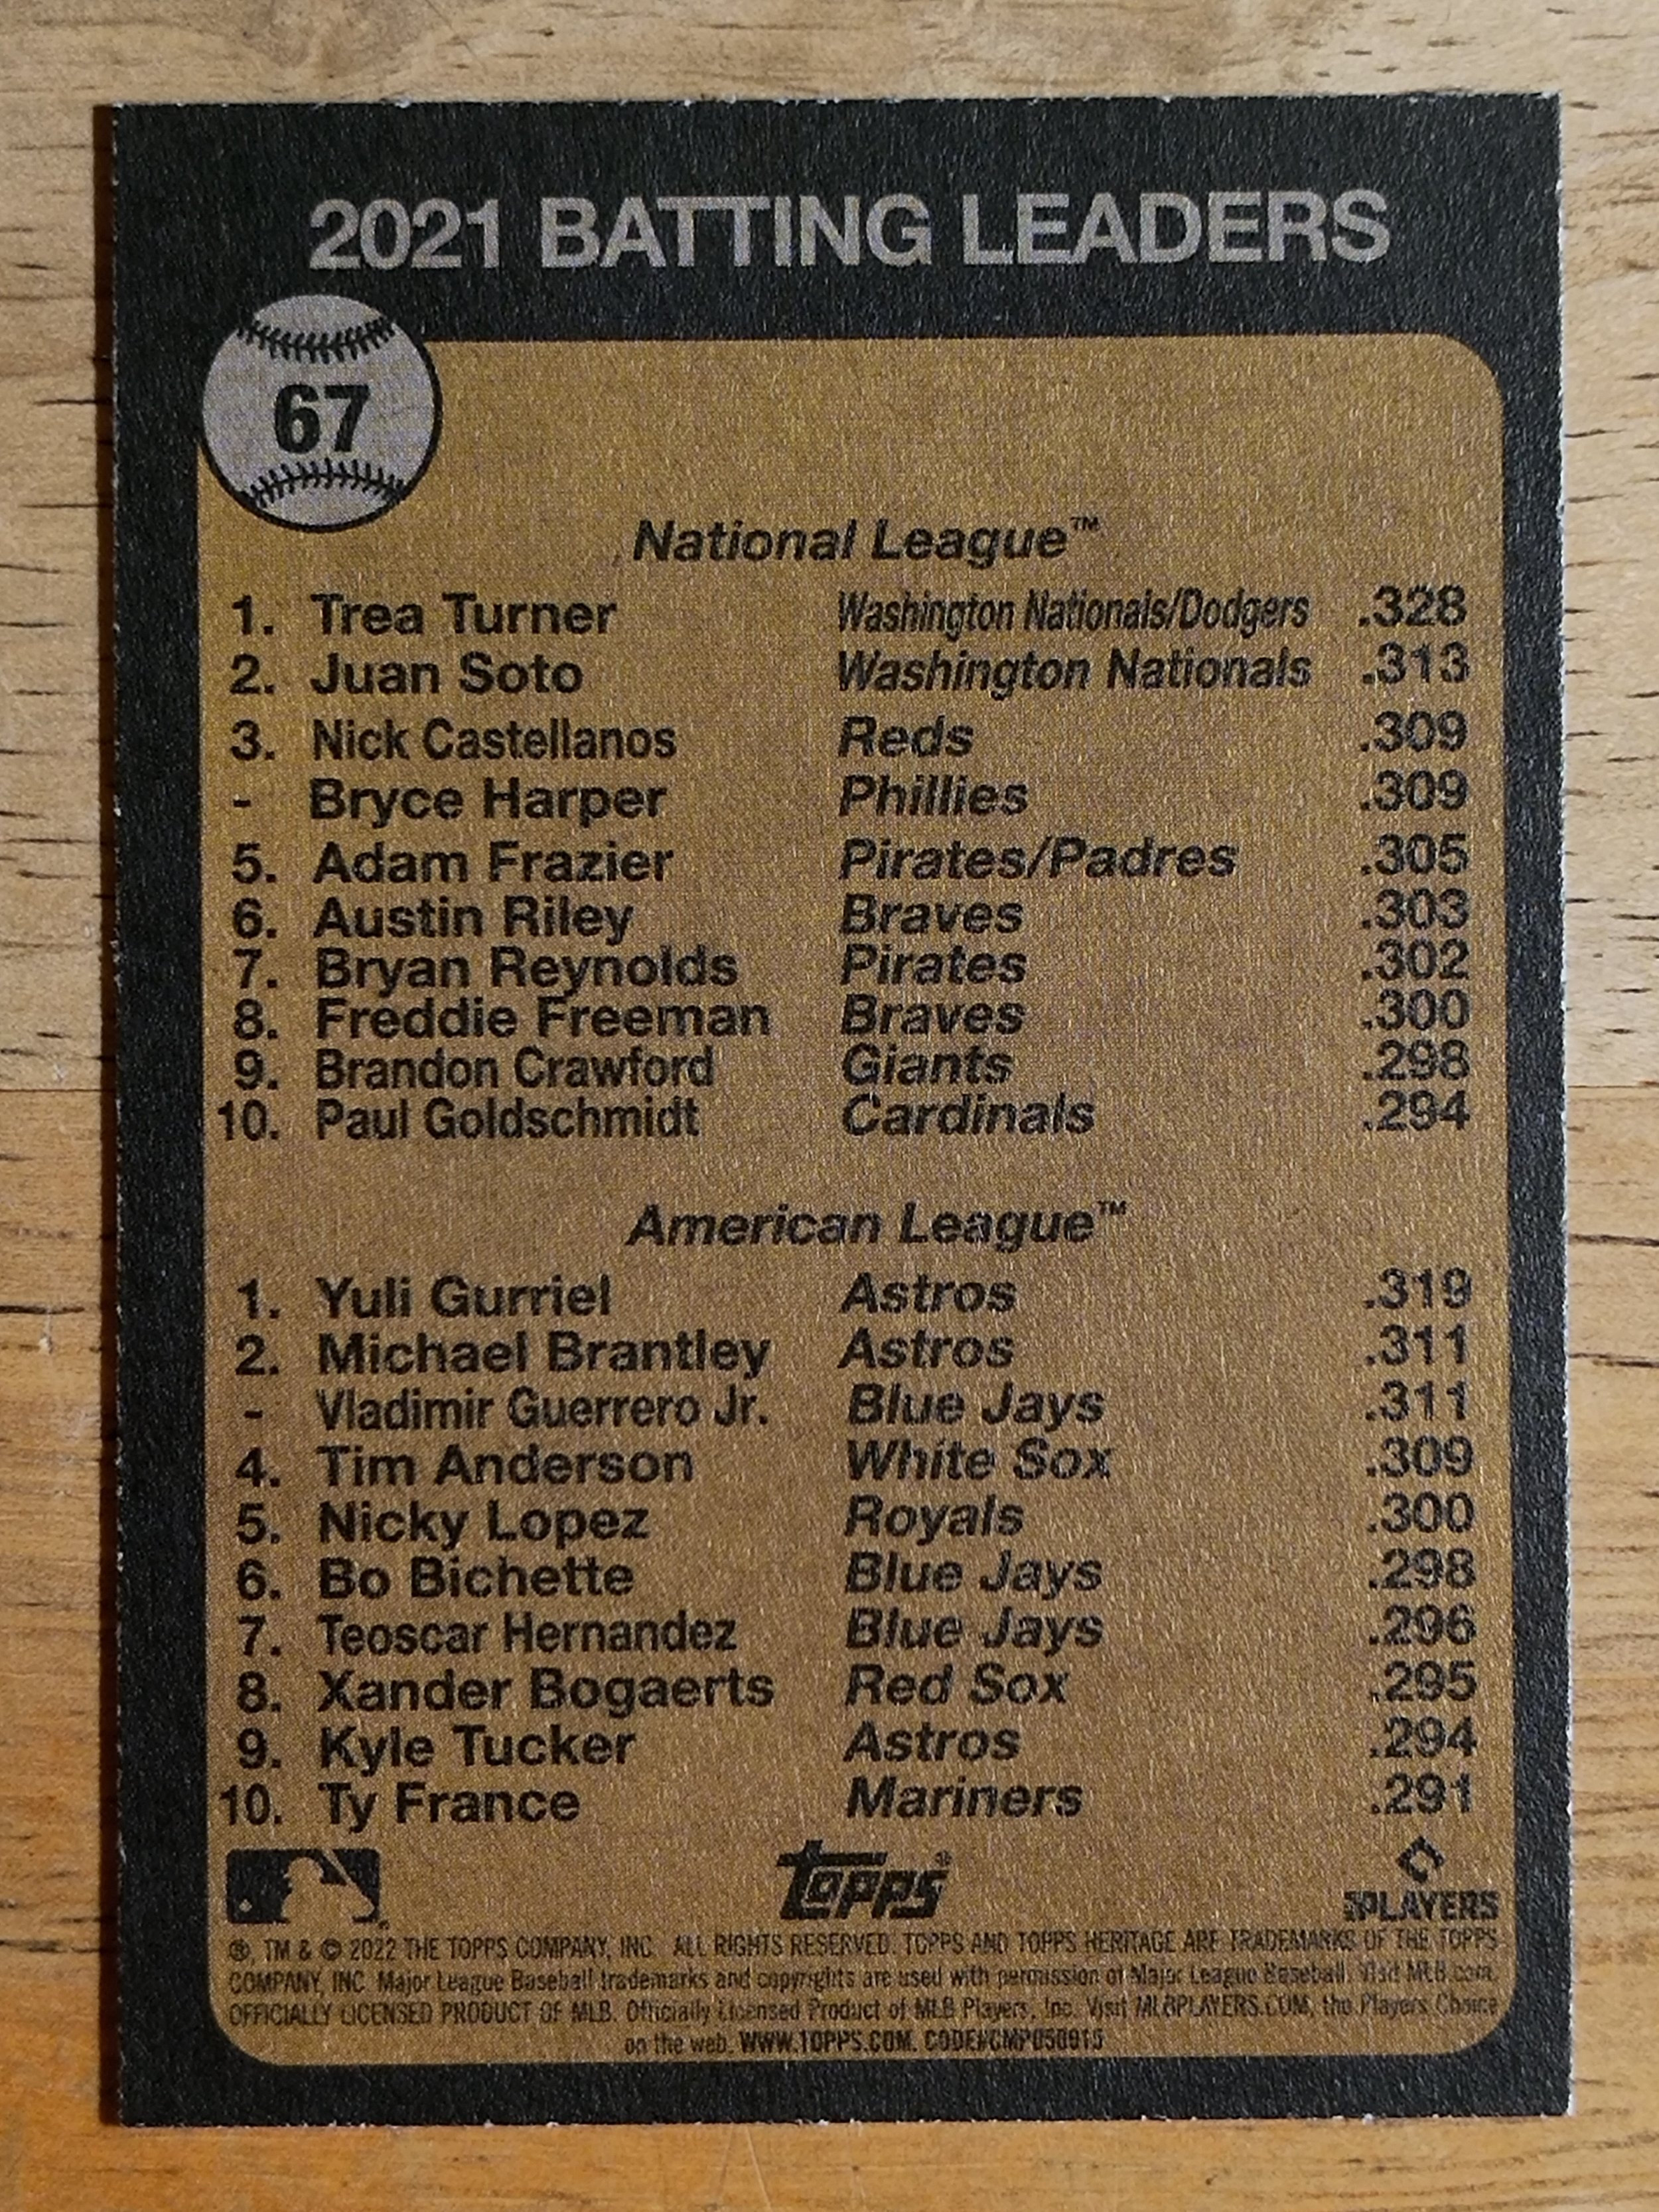 2021 BATTING LEADERS
67
National League™
1. Trea Turner Washington Nationals/Dodgers .328
2. Juan Soto Washington Nationals .313
3. Nick Castellanos Reds .309
- Bryce Harper Phillies .309
5. Adam Frazier Pirates/Padres .305
6. Austin Riley Braves .303
7. Bryan Reynolds Pirates .302
8. Freddie Freeman Braves .300
9. Brandon Crawford Giants .298
10. Paul Goldschmidt Cardinals .294
American League™
1. Yuli Gurriel Astros .319
2. Michael Brantley Astros .311
- Vladimir Guerrero Jr. Blue Jays .311
4. Tim Anderson White Sox .309
5. Nicky Lopez Royals .300
6. Bo Bichette Blue Jays .298
7. Teoscar Hernandez Blue Jays .296
8. Xander Bogaerts Red Sox .295
9. Kyle Tucker Astros .294
10. Ty France Mariners .291
topps® PLAYERS
®, TM & © 2022 THE TOPPS COMPANY, INC. ALL RIGHTS RESERVED. TOPPS AND TOPPS HERITAGE ARE TRADEMARKS OF THE TOPPS
COMPANY, INC. Major League Baseball trademarks and copyrights are used with permission of Major League Baseball. Visit MLB.com.
OFFICIALLY LICENSED PRODUCT OF MLB. Officially Licensed Product of MLB Players, Inc. Visit MLBPLAYERS.COM, the Players Choice
on the web. WWW.TOPPS.COM. CODE#CMP050915